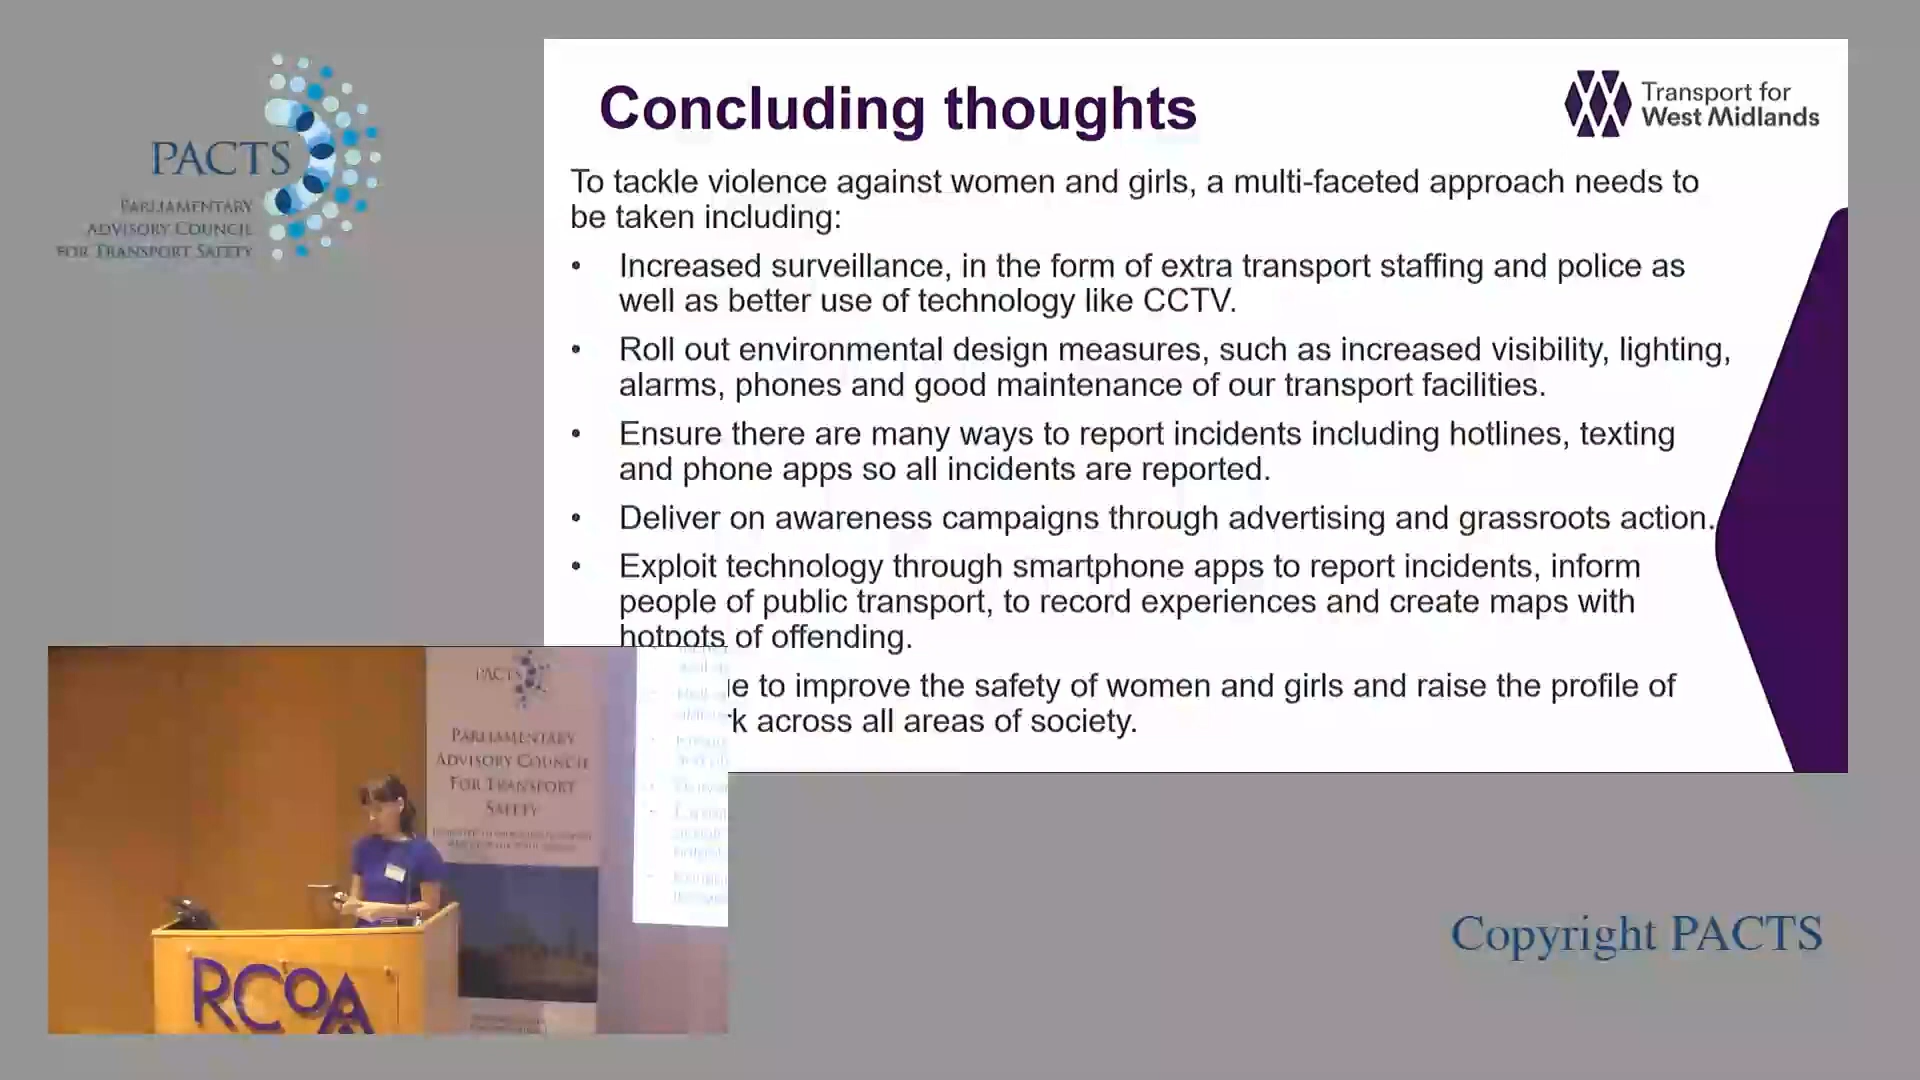 PACTS
PARLIAMENTARY
ADVISORY COUNCIL
FOR TRANSPORT SAFETY
Concluding thoughts
Transport for
West Midlands
To tackle violence against women and girls, a multi-faceted approach needs to
be taken including:
• Increased surveillance, in the form of extra transport staffing and police as
well as better use of technology like CCTV.
• Roll out environmental design measures, such as increased visibility, lighting,
alarms, phones and good maintenance of our transport facilities.
• Ensure there are many ways to report incidents including hotlines, texting
and phone apps so all incidents are reported.
• Deliver on awareness campaigns through advertising and grassroots action.
• Exploit technology through smartphone apps to report incidents, inform
people of public transport, to record experiences and create maps with
hotpots of offending.
to improve the safety of women and girls and raise the profile of
across all areas of society.
PACTS
PARLIAMENTARY
ADVISORY COUNCIL
FOR TRANSPORT
SAFETY
RCOA
Copyright PACTS